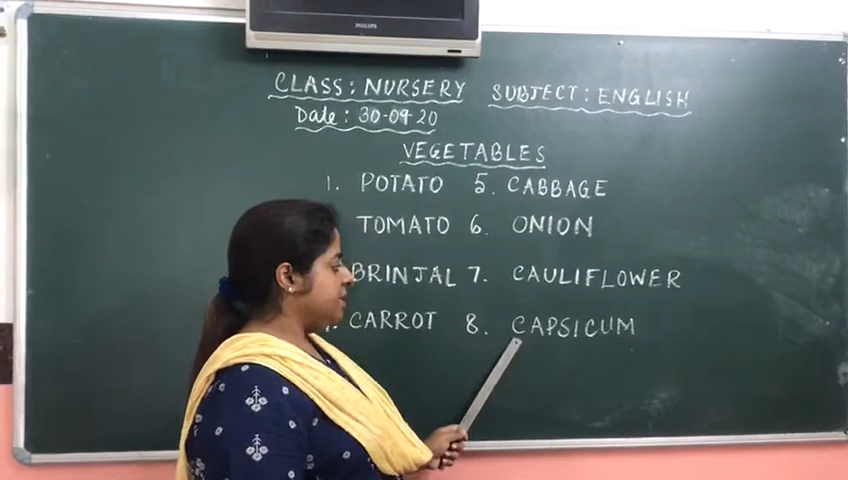 PHILIPS
CLASS: NURSERY SUBJECT: ENGLISH
Date: 30-09-20
VEGETABLES
1. POTATO 5. CABBAGE
TOMATO 6. ONION
BRINJAL 7. CAULIFLOWER
CARROT 8. CAPSICUM